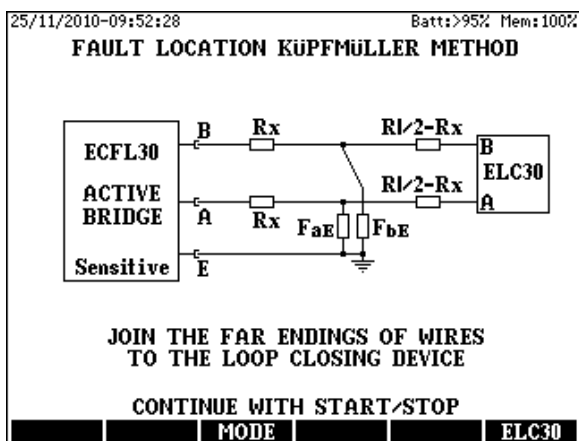 25/11/2010-09:52:28 Batt:>95% Mem:100%
FAULT LOCATION KÜPFMÜLLER METHOD
B Rx Rl/2-Rx B
ECFL30
ELC30
ACTIVE
BRIDGE
A Rx FaE FbE Rl/2-Rx A
Sensitive E
JOIN THE FAR ENDINGS OF WIRES
TO THE LOOP CLOSING DEVICE
CONTINUE WITH START/STOP
MODE ELC30